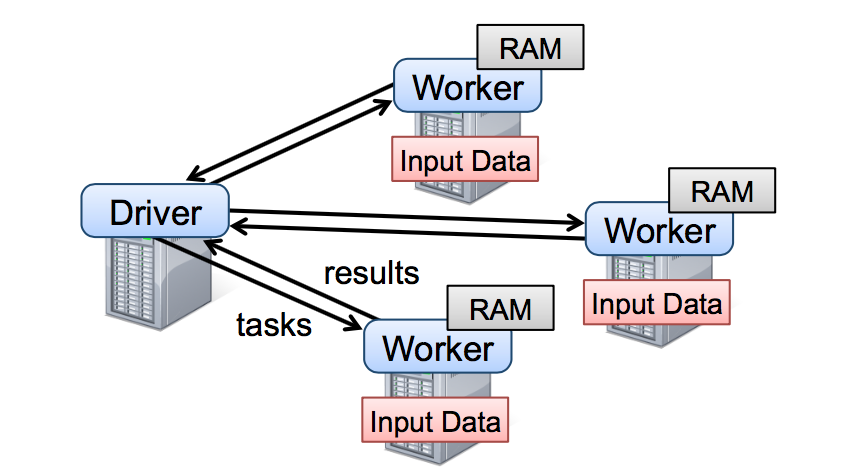 RAM
Worker
Input Data
RAM
Driver
Worker
results
Input Data
RAM
tasks
Worker
Input Data